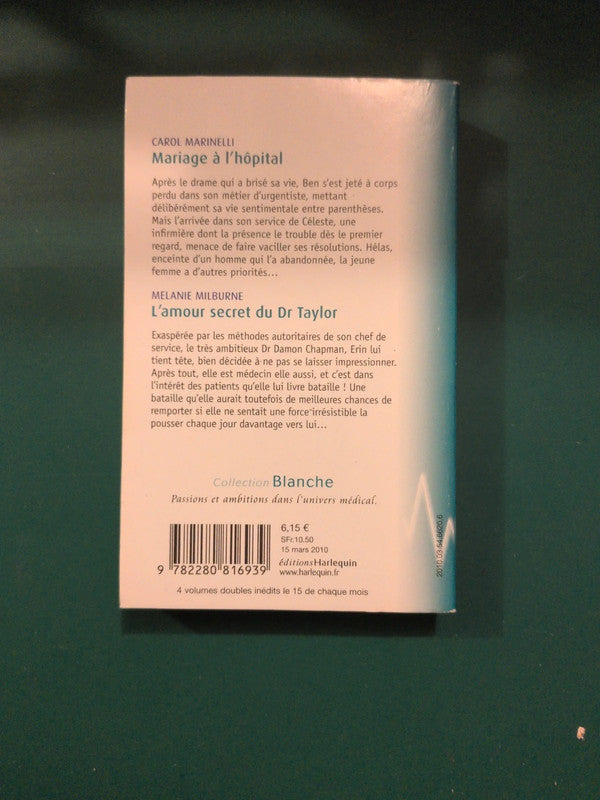 CAROL MARINELLI
Mariage à l'hôpital
Après le drame qui a brisé sa vie, Ben s'est jeté à corps
perdu dans son métier d'urgentiste, mettant
délibérément sa vie sentimentale entre parenthèses.
Mais l'arrivée dans son service de Céleste, une
infirmière dont la présence le trouble dès le premier
regard, menace de faire vaciller ses résolutions. Hélas,
enceinte d'un homme qui l'a abandonnée, la jeune
femme a d'autres priorités...
MELANIE MILBURNE
L'amour secret du Dr Taylor
Exaspérée par les méthodes autoritaires de son chef de
service, le très ambitieux Dr Damon Chapman, Erin lui
tient tête, bien décidée à ne pas se laisser impressionner.
Après tout, elle est médecin elle aussi, et c'est dans
l'intérêt des patients qu'elle lui livre bataille ! Une
bataille qu'elle aurait toutefois de meilleures chances de
remporter si elle ne sentait une force irrésistible la
pousser chaque jour davantage vers lui...
Collection Blanche
Passions et ambitions dans l'univers médical.
6,15 €
SFr.10.50
15 mars 2010
éditions Harlequin
www.harlequin.fr
9 782280 816939
4 volumes doubles inédits le 15 de chaque mois